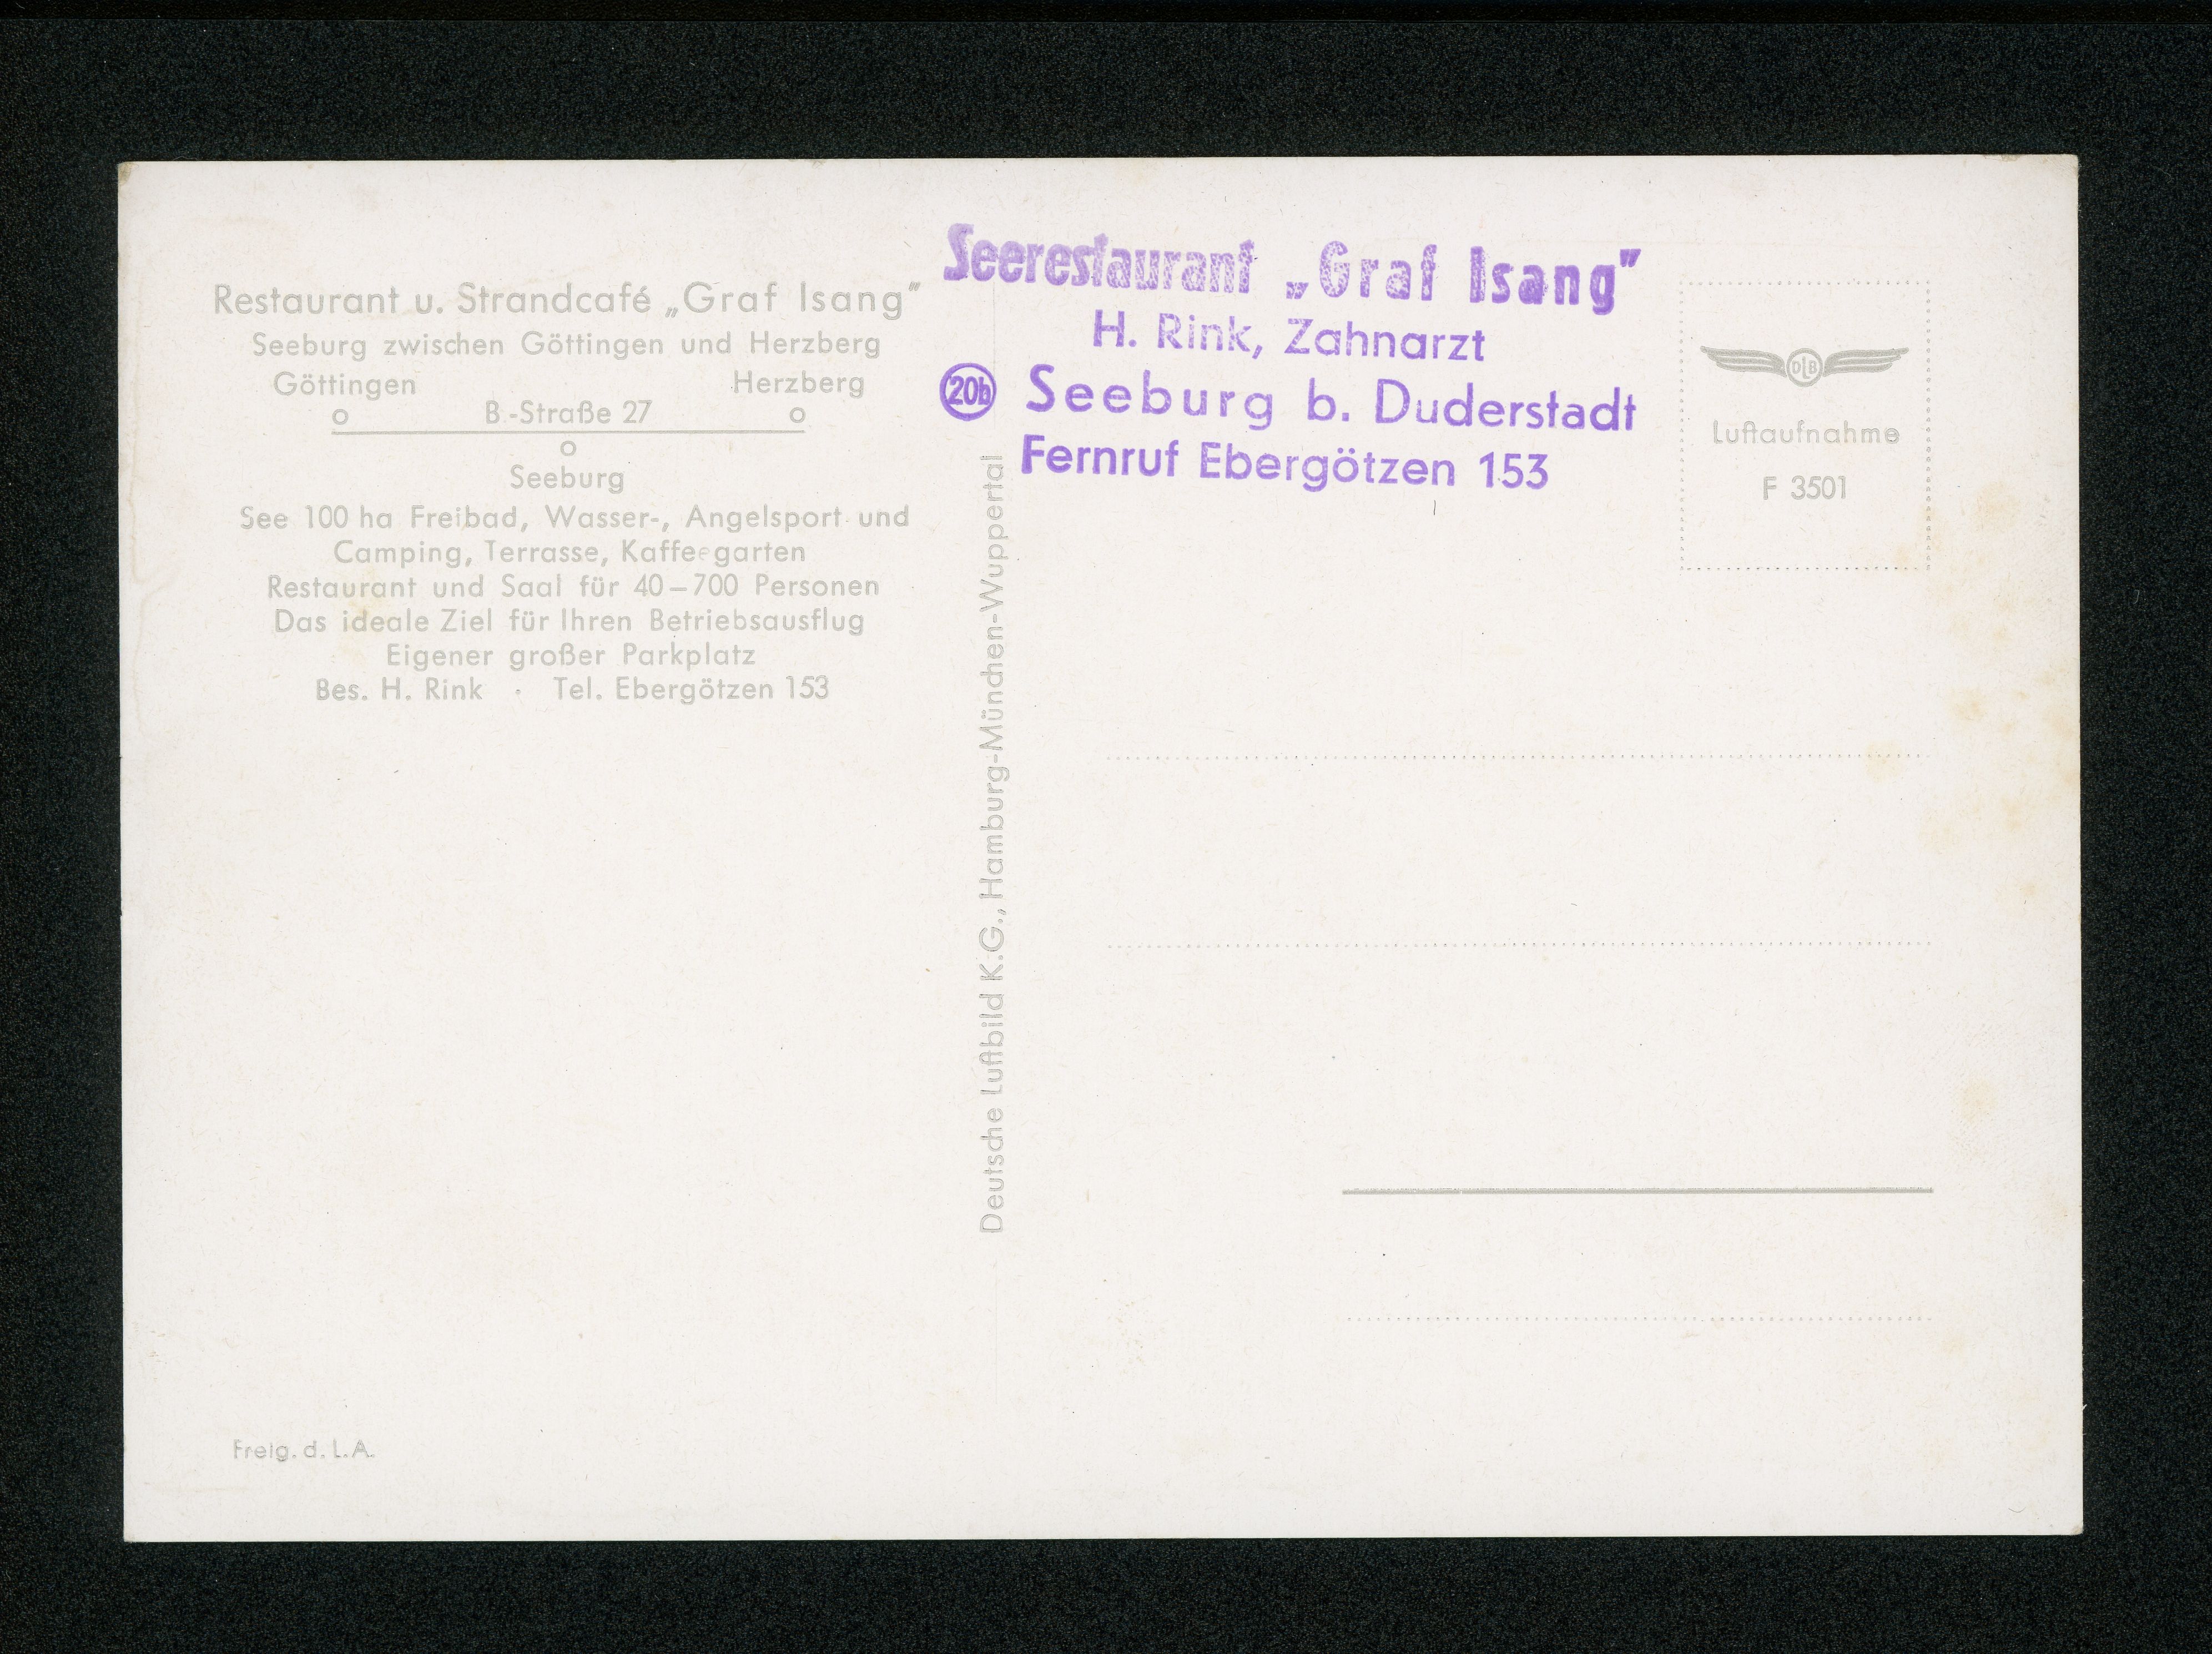 Restaurant u. Strandcafé „Graf Isang"
Seeburg zwischen Göttingen und Herzberg
Göttingen Herzberg
B.-Straße 27
Seeburg
See 100 ha Freibad, Wasser-, Angelsport und
Camping, Terrasse, Kaffeegarten
Restaurant und Saal für 40–700 Personen
Das ideale Ziel für Ihren Betriebsausflug
Eigener großer Parkplatz
Bes. H. Rink · Tel. Ebergötzen 153
Freig. d. L.A.
Deutsche Luftbild K.G., Hamburg-München-Wuppertal
Seerestaurant „Graf Isang"
H. Rink, Zahnarzt
20b Seeburg b. Duderstadt
Fernruf Ebergötzen 153
DLB
Luftaufnahme
F 3501